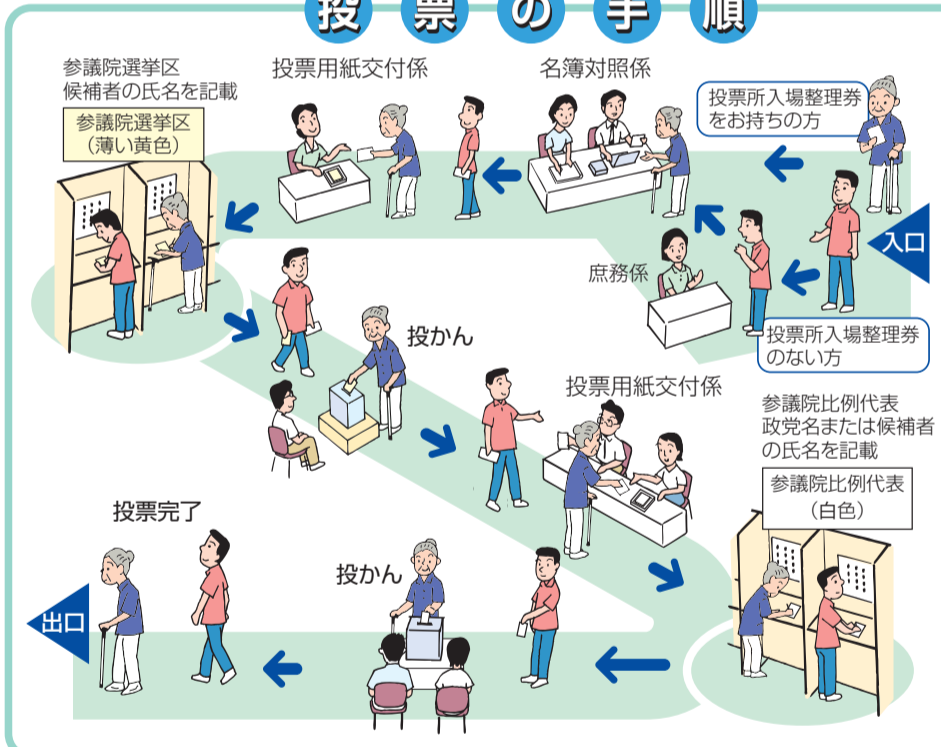 投票の手順
入口
投票所入場整理券
をお持ちの方
投票所入場整理券
のない方
庶務係
名簿対照係
投票用紙交付係
参議院選挙区
候補者の氏名を記載
参議院選挙区
（薄い黄色）
投かん
投票用紙交付係
参議院比例代表
政党名または候補者
の氏名を記載
参議院比例代表
（白色）
投かん
投票完了
出口